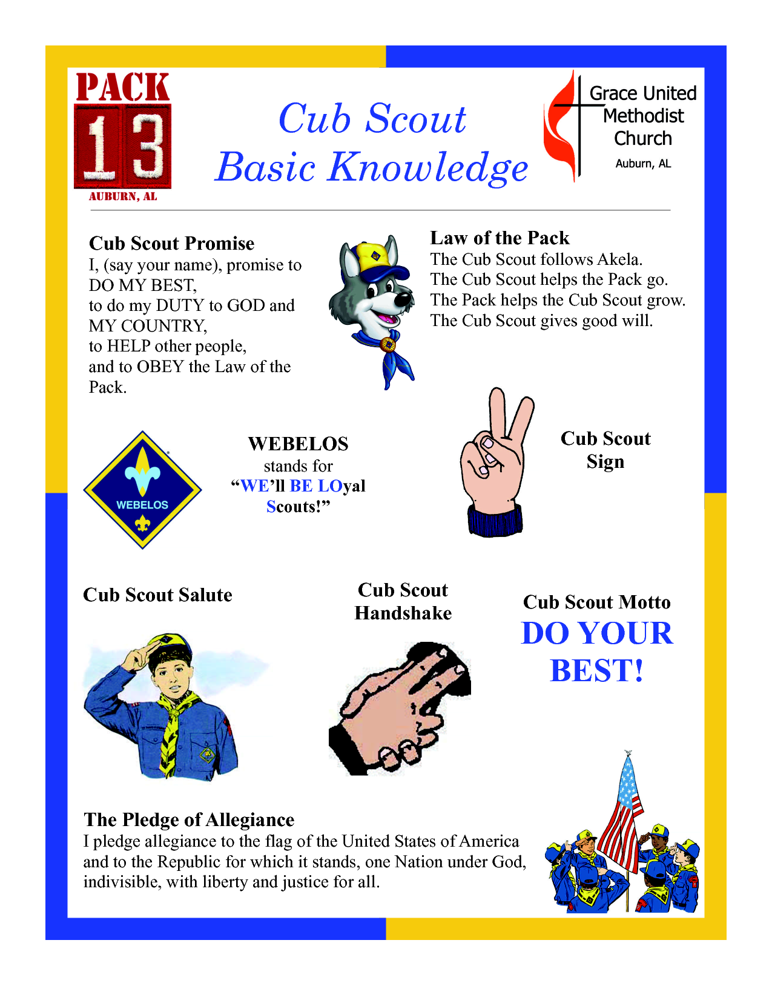 PACK
13
AUBURN, AL
Cub Scout
Basic Knowledge
Grace United
Methodist
Church
Auburn, AL
Cub Scout Promise
I, (say your name), promise to
DO MY BEST,
to do my DUTY to GOD and
MY COUNTRY,
to HELP other people,
and to OBEY the Law of the
Pack.
Law of the Pack
The Cub Scout follows Akela.
The Cub Scout helps the Pack go.
The Pack helps the Cub Scout grow.
The Cub Scout gives good will.
WEBELOS
WEBELOS
stands for
“WE’ll BE LOyal
Scouts!”
Cub Scout
Sign
Cub Scout Salute
Cub Scout
Handshake
Cub Scout Motto
DO YOUR
BEST!
The Pledge of Allegiance
I pledge allegiance to the flag of the United States of America
and to the Republic for which it stands, one Nation under God,
indivisible, with liberty and justice for all.